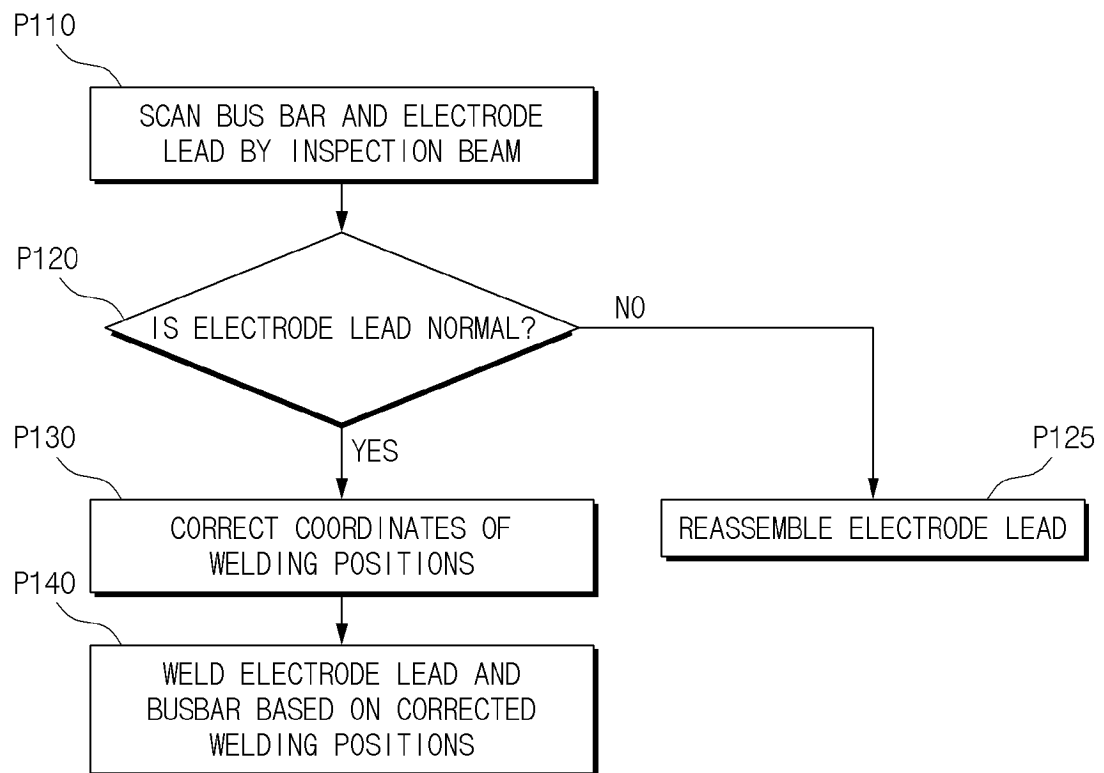 P110
SCAN BUS BAR AND ELECTRODE
LEAD BY INSPECTION BEAM
P120
IS ELECTRODE LEAD NORMAL?
NO
YES
P130
P125
CORRECT COORDINATES OF
WELDING POSITIONS
REASSEMBLE ELECTRODE LEAD
P140
WELD ELECTRODE LEAD AND
BUSBAR BASED ON CORRECTED
WELDING POSITIONS